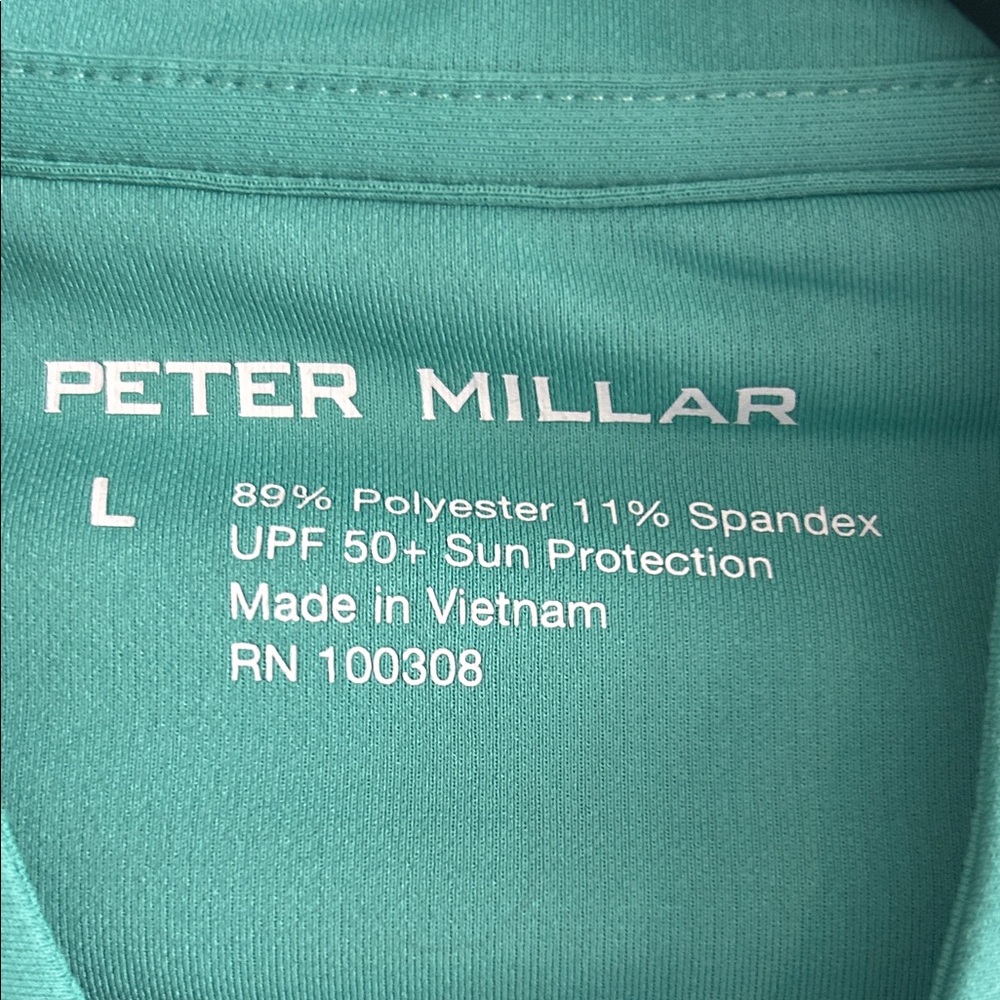 PETER MILLAR
L
89% Polyester 11% Spandex
UPF 50+ Sun Protection
Made in Vietnam
RN 100308